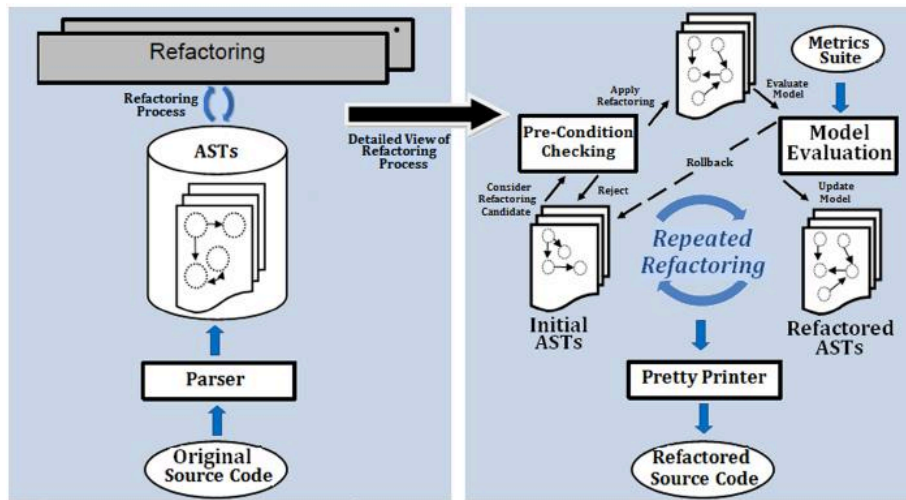 Refactoring
Refactoring
Process
ASTs
Parser
Original
Source Code
Detailed View of
Refactoring
Process
Metrics
Suite
Apply
Refactoring
Evaluate
Model
Pre-Condition
Checking
Model
Evaluation
Rollback
Consider
Refactoring
Candidate
Reject
Update
Model
Repeated
Refactoring
Initial
ASTs
Refactored
ASTs
Pretty Printer
Refactored
Source Code